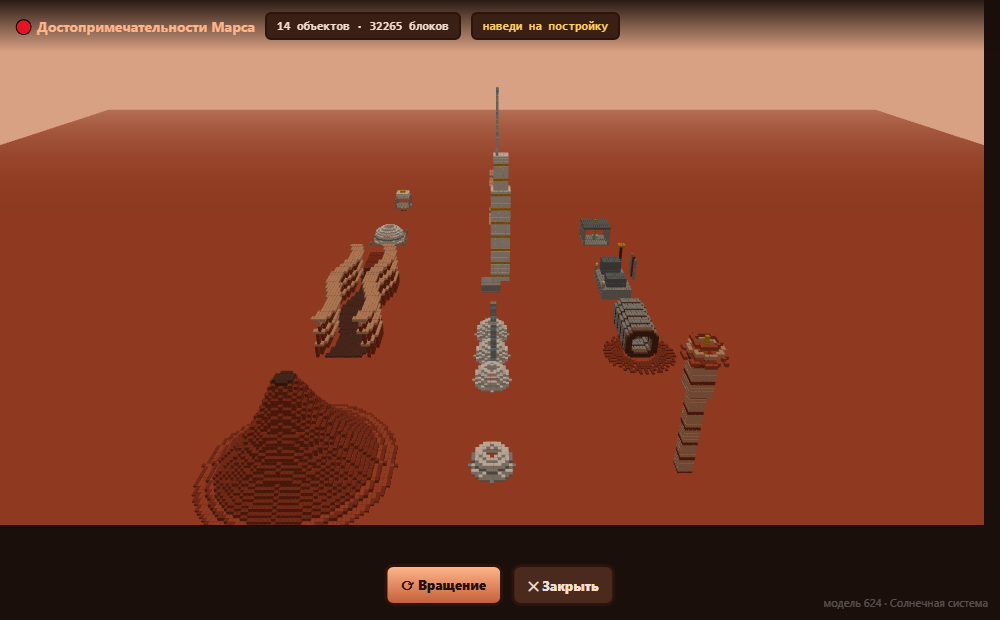 Достопримечательности Марса
14 объектов · 32265 блоков
наведи на постройку
⟳ Вращение
✕ Закрыть
модель 624 · Солнечная система